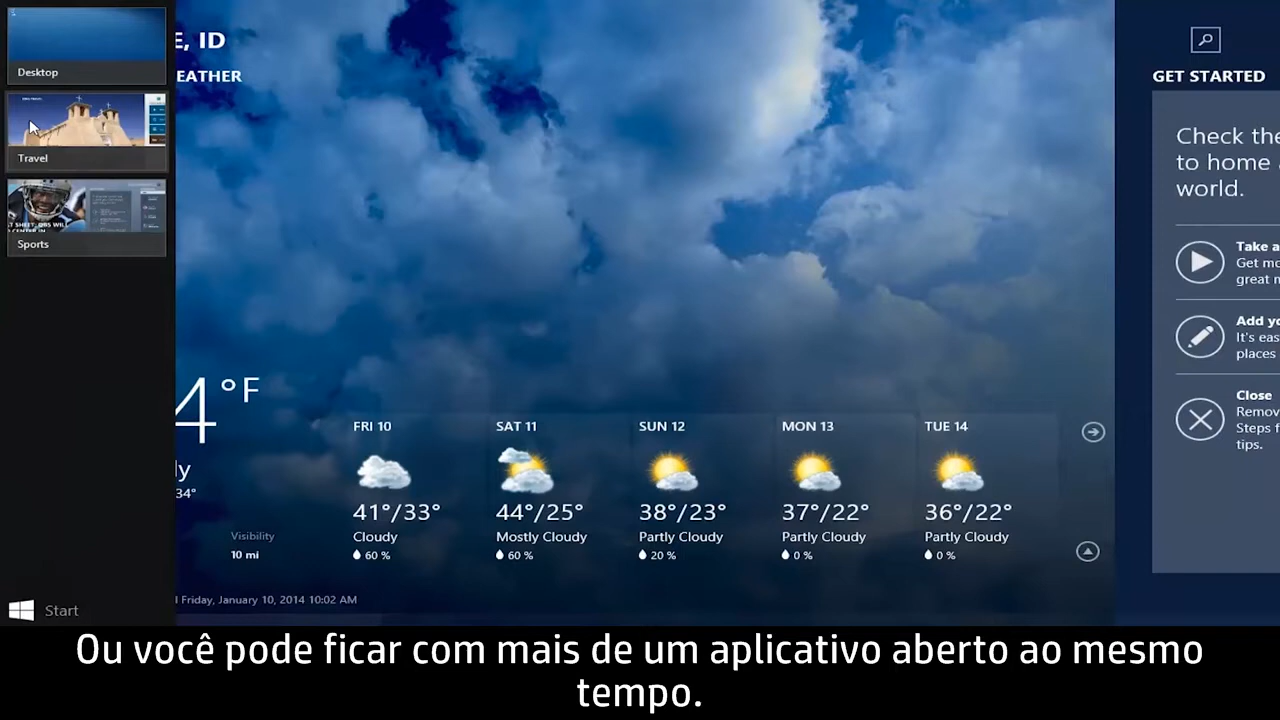 Desktop
Travel
Sports
Start
E, ID
EATHER
4°F
ly
34°
Visibility
10 mi
FRI 10
41°/33°
Cloudy
60 %
SAT 11
44°/25°
Mostly Cloudy
60 %
SUN 12
38°/23°
Partly Cloudy
20 %
MON 13
37°/22°
Partly Cloudy
0 %
TUE 14
36°/22°
Partly Cloudy
0 %
l Friday, January 10, 2014 10:02 AM
GET STARTED
Check the
to home
world.
Take a
Get mo
great
Add yo
It's eas
places
Close
Remov
Steps f
tips.
Ou você pode ficar com mais de um aplicativo aberto ao mesmo
tempo.